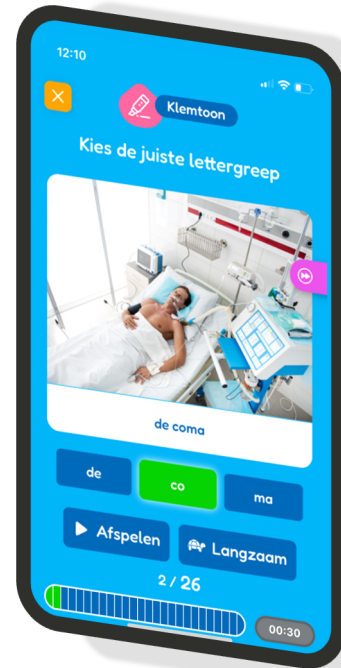 12:10
Klemtoon
Kies de juiste lettergreep
de coma
de co ma
Afspelen Langzaam
2 / 26
00:30